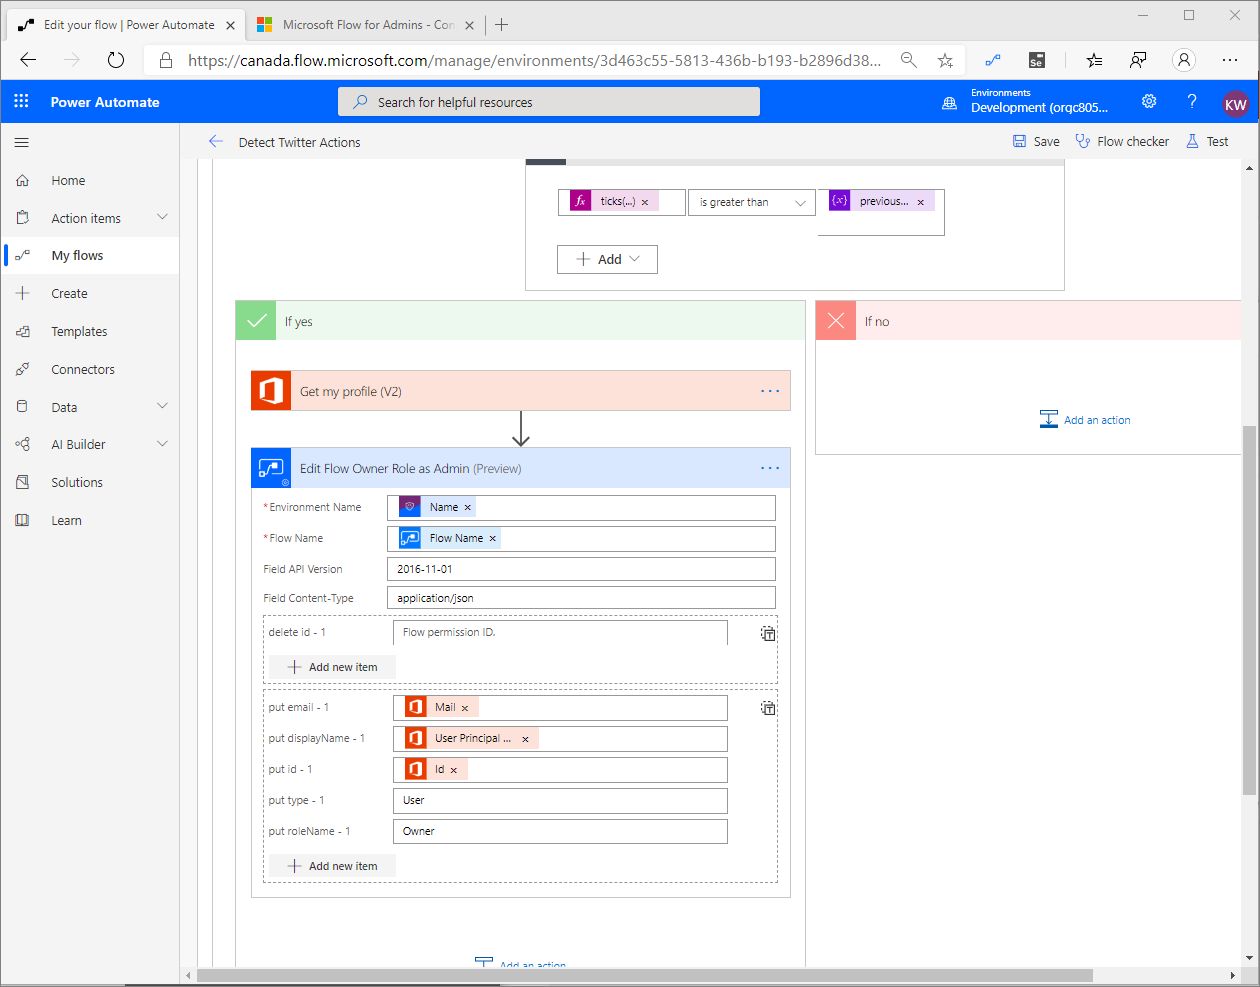 Edit your flow | Power Automate
Microsoft Flow for Admins - Con
https://canada.flow.microsoft.com/manage/environments/3d463c55-5813-436b-b193-b2896d38...
Se
Power Automate
Search for helpful resources
Environments
Development (orgc805...
?
KW
Detect Twitter Actions
Save
Flow checker
Test
Home
Action items
My flows
Create
Templates
Connectors
Data
AI Builder
Solutions
Learn
fx ticks(...) ×
is greater than
{x} previous... ×
Add
If yes
If no
Get my profile (V2)
Add an action
Edit Flow Owner Role as Admin (Preview)
*Environment Name
Name ×
*Flow Name
Flow Name ×
Field API Version
2016-11-01
Field Content-Type
application/json
delete id - 1
Flow permission ID.
Add new item
put email - 1
Mail ×
put displayName - 1
User Principal ... ×
put id - 1
Id ×
put type - 1
User
put roleName - 1
Owner
Add new item
Add an action